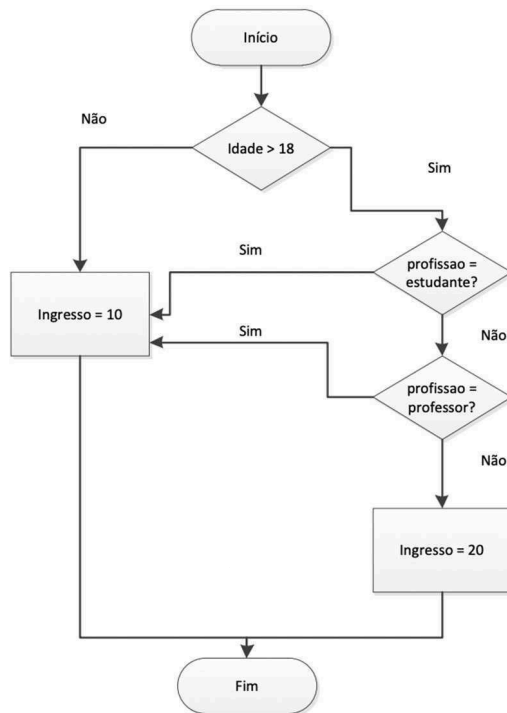 Início
Não
Idade > 18
Sim
Sim
profissao =
estudante?
Ingresso = 10
Sim
Não
profissao =
professor?
Não
Ingresso = 20
Fim